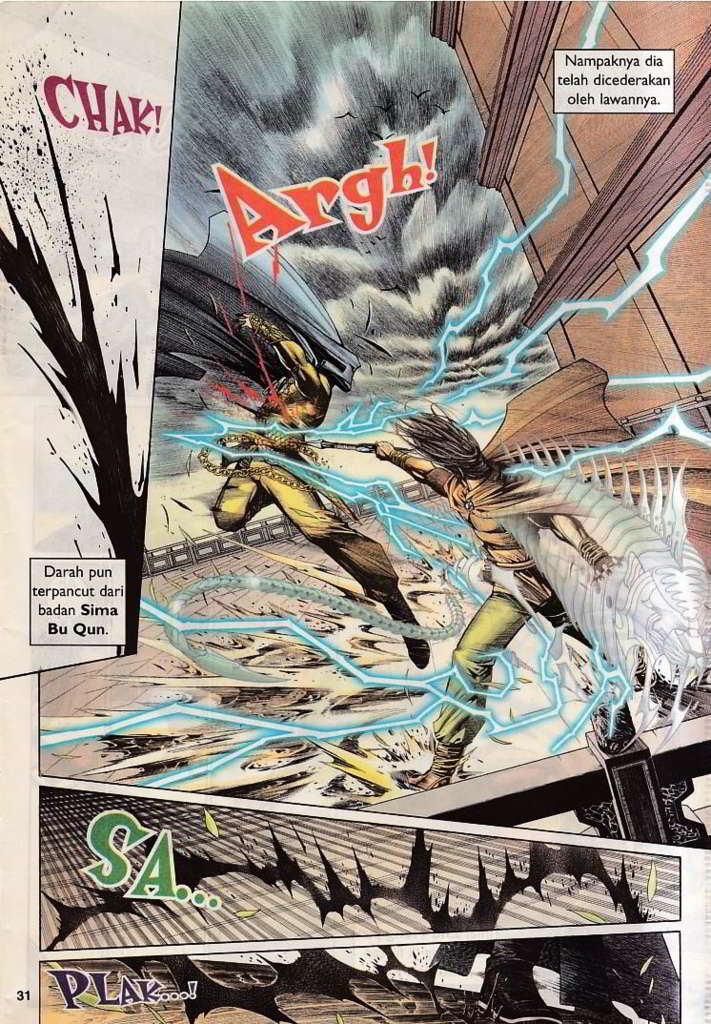 CHAK!
Nampaknya dia
telah dicederakan
oleh lawannya.
Argh!
Darah pun
terpancut dari
badan Sima
Bu Qun.
SA...
PLAK...!
31